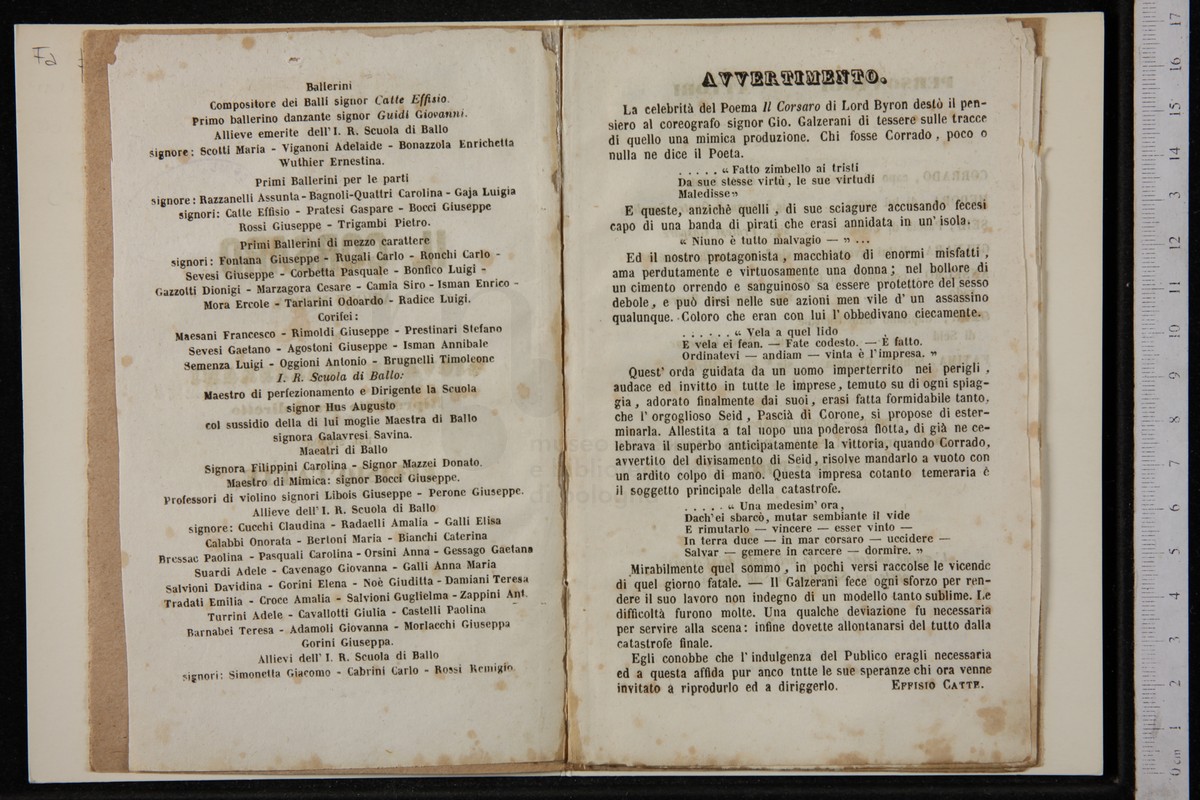 Fa
Ballerini
Compositore dei Balli signor Catte Effisio.
Primo ballerino danzante signor Guidi Giovanni.
Allieve emerite dell' I. R. Scuola di Ballo
signore: Scotti Maria - Viganoni Adelaide - Bonazzola Enrichetta
Wuthier Ernestina.
Primi Ballerini per le parti
signore: Razzanelli Assunta - Bagnoli-Quattri Carolina - Gaja Luigia
signori: Catte Effisio - Pratesi Gaspare - Bocci Giuseppe
Rossi Giuseppe - Trigambi Pietro.
Primi Ballerini di mezzo carattere
signori: Fontana Giuseppe - Rugali Carlo - Ronchi Carlo -
Sevesi Giuseppe - Corbetta Pasquale - Bonfico Luigi -
Gazzotti Dionigi - Marzagora Cesare - Camia Siro - Isman Enrico -
Mora Ercole - Tarlarini Odoardo - Radice Luigi.
Corifei:
Maesani Francesco - Rimoldi Giuseppe - Prestinari Stefano
Sevesi Gaetano - Agostoni Giuseppe - Isman Annibale
Semenza Luigi - Oggioni Antonio - Brugnelli Timoleone
I. R. Scuola di Ballo:
Maestro di perfezionamento e Dirigente la Scuola
signor Hus Augusto
col sussidio della di lui moglie Maestra di Ballo
signora Galavresi Savina.
Maeatri di Ballo
Signora Filippini Carolina - Signor Mazzei Donato.
Maestro di Mimica: signor Bocci Giuseppe.
Professori di violino signori Libois Giuseppe - Perone Giuseppe.
Allieve dell' I. R. Scuola di Ballo
signore: Cucchi Claudina - Radaelli Amalia - Galli Elisa
Calabbi Onorata - Bertoni Maria - Bianchi Caterina
Bressac Paolina - Pasquali Carolina - Orsini Anna - Gessago Gaetana
Suardi Adele - Cavenago Giovanna - Galli Anna Maria
Salvioni Davidina - Gorini Elena - Noè Giuditta - Damiani Teresa
Tradati Emilia - Croce Amalia - Salvioni Guglielma - Zappini Ant.
Turrini Adele - Cavallotti Giulia - Castelli Paolina
Barnabei Teresa - Adamoli Giovanna - Morlacchi Giuseppa
Gorini Giuseppa.
Allievi dell' I. R. Scuola di Ballo
signori: Simonetta Giacomo - Cabrini Carlo - Rossi Remigio
AVVERTIMENTO.
La celebrità del Poema Il Corsaro di Lord Byron destò il pen-
siero al coreografo signor Gio. Galzerani di tessere sulle tracce
di quello una mimica produzione. Chi fosse Corrado, poco o
nulla ne dice il Poeta.
. . . . . « Fatto zimbello ai tristi
Da sue stesse virtù, le sue virtudi
Maledisse »
E queste, anzichè quelli, di sue sciagure accusando fecesi
capo di una banda di pirati che erasi annidata in un' isola.
« Niuno è tutto malvagio — » ...
Ed il nostro protagonista, macchiato di enormi misfatti,
ama perdutamente e virtuosamente una donna; nel bollore di
un cimento orrendo e sanguinoso sa essere protettore del sesso
debole, e può dirsi nelle sue azioni men vile d' un assassino
qualunque. Coloro che eran con lui l' obbedivano ciecamente.
. . . . . . « Vela a quel lido
E vela ei fean. — Fate codesto. — È fatto.
Ordinatevi — andiam — vinta è l' impresa. »
Quest' orda guidata da un uomo imperterrito nei perigli,
audace ed invitto in tutte le imprese, temuto su di ogni spiag-
gia, adorato finalmente dai suoi, erasi fatta formidabile tanto,
che l' orgoglioso Seid, Pascià di Corone, si propose di ester-
minarla. Allestita a tal uopo una poderosa flotta, di già ne ce-
lebrava il superbo anticipatamente la vittoria, quando Corrado,
avvertito del divisamento di Seid, risolve mandarlo a vuoto con
un ardito colpo di mano. Questa impresa cotanto temeraria è
il soggetto principale della catastrofe.
. . . . . « Una medesim' ora,
Dach' ei sbarcò, mutar sembiante il vide
E rimutarlo — vincere — esser vinto —
In terra duce — in mar corsaro — uccidere —
Salvar — gemere in carcere — dormire. »
Mirabilmente quel sommo, in pochi versi raccolse le vicende
di quel giorno fatale. — Il Galzerani fece ogni sforzo per ren-
dere il suo lavoro non indegno di un modello tanto sublime. Le
difficoltà furono molte. Una qualche deviazione fu necessaria
per servire alla scena: infine dovette allontanarsi del tutto dalla
catastrofe finale.
Egli conobbe che l' indulgenza del Publico eragli necessaria
ed a questa affida pur anco tntte le sue speranze chi ora venne
invitato a riprodurlo ed a diriggerlo. EFFISIO CATTE.
museo
e biblio
di bologn
0 cm 1 2 3 4 5 6 7 8 9 10 11 12 13 14 15 16 17